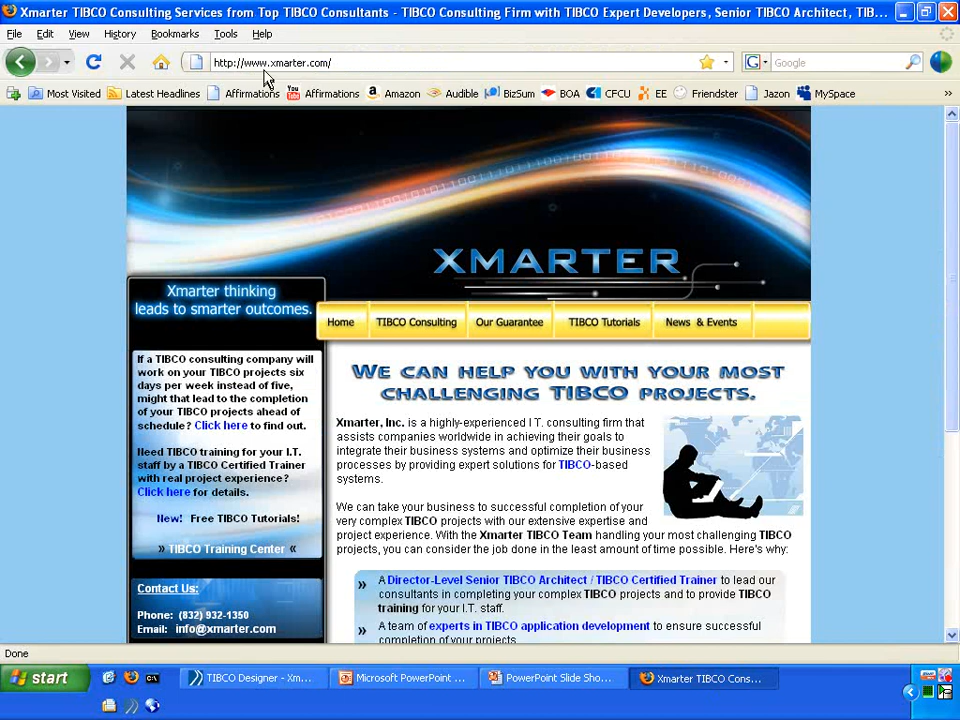 Xmarter TIBCO Consulting Services from Top TIBCO Consultants - TIBCO Consulting Firm with TIBCO Expert Developers, Senior TIBCO Architect, TIB...
File Edit View History Bookmarks Tools Help
http://www.xmarter.com/
Google
Most Visited Latest Headlines Affirmations Affirmations Amazon Audible BizSum BOA CFCU EE Friendster Jazon MySpace »
XMARTER
Xmarter thinking
leads to smarter outcomes.
Home TIBCO Consulting Our Guarantee TIBCO Tutorials News & Events
If a TIBCO consulting company will
work on your TIBCO projects six
days per week instead of five,
might that lead to the completion
of your TIBCO projects ahead of
schedule? Click here to find out.
Need TIBCO training for your I.T.
staff by a TIBCO Certified Trainer
with real project experience?
Click here for details.
New! Free TIBCO Tutorials!
» TIBCO Training Center «
Contact Us:
Phone: (832) 932-1350
Email: info@xmarter.com
WE CAN HELP YOU WITH YOUR MOST
CHALLENGING TIBCO PROJECTS.
Xmarter, Inc. is a highly-experienced I.T. consulting firm that
assists companies worldwide in achieving their goals to
integrate their business systems and optimize their business
processes by providing expert solutions for TIBCO-based
systems.
We can take your business to successful completion of your
very complex TIBCO projects with our extensive expertise and
project experience. With the Xmarter TIBCO Team handling your most challenging TIBCO
projects, you can consider the job done in the least amount of time possible. Here's why:
» A Director-Level Senior TIBCO Architect / TIBCO Certified Trainer to lead our
consultants in completing your complex TIBCO projects and to provide TIBCO
training for your I.T. staff.
» A team of experts in TIBCO application development to ensure successful
completion of your projects.
Done
start TIBCO Designer - Xm... Microsoft PowerPoint ... PowerPoint Slide Sho... Xmarter TIBCO Cons...